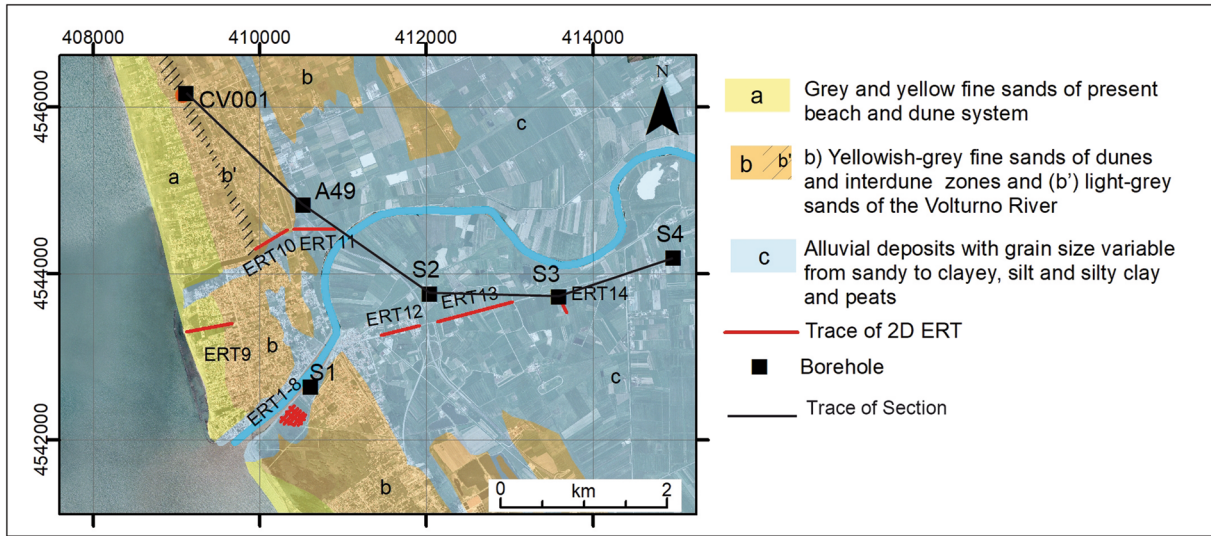 408000 410000 412000 414000
4546000
4544000
4542000
N
b
c
CV001
a
b'
A49
ERT10
ERT11
S4
S2
S3
ERT13
ERT14
ERT12
ERT9
b
S1
ERT1-8
c
b
0 km 2
a Grey and yellow fine sands of present
beach and dune system
b b' b) Yellowish-grey fine sands of dunes
and interdune zones and (b') light-grey
sands of the Volturno River
c Alluvial deposits with grain size variable
from sandy to clayey, silt and silty clay
and peats
Trace of 2D ERT
Borehole
Trace of Section